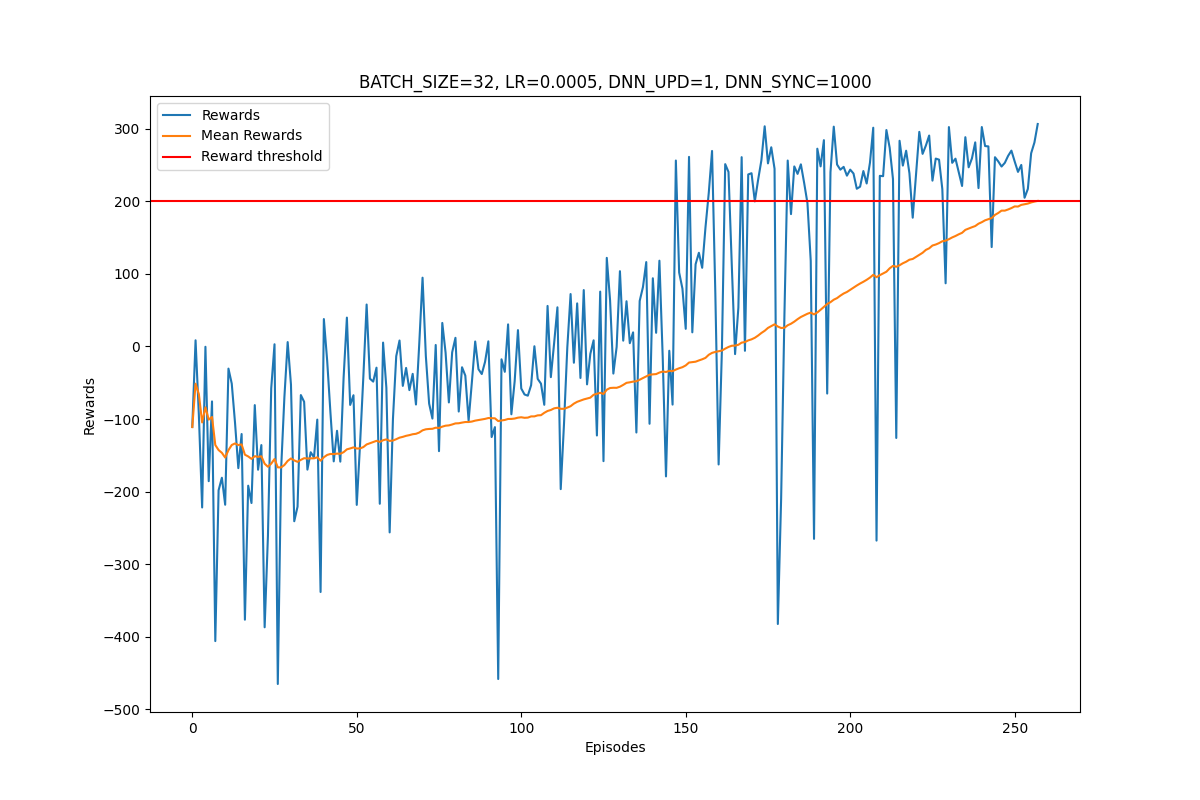 BATCH_SIZE=32, LR=0.0005, DNN_UPD=1, DNN_SYNC=1000
Rewards
Mean Rewards
Reward threshold
300
200
100
0
−100
−200
−300
−400
−500
Rewards
0 50 100 150 200 250
Episodes